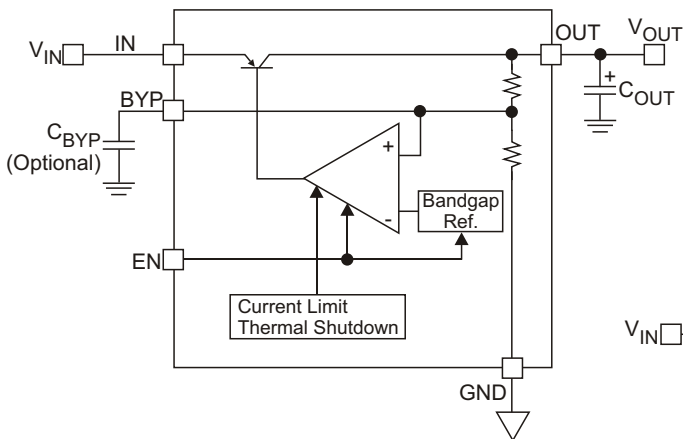 V_IN
IN
OUT
V_OUT
BYP
+
C_OUT
C_BYP
(Optional)
+
-
Bandgap
Ref.
EN
Current Limit
Thermal Shutdown
V_IN
GND